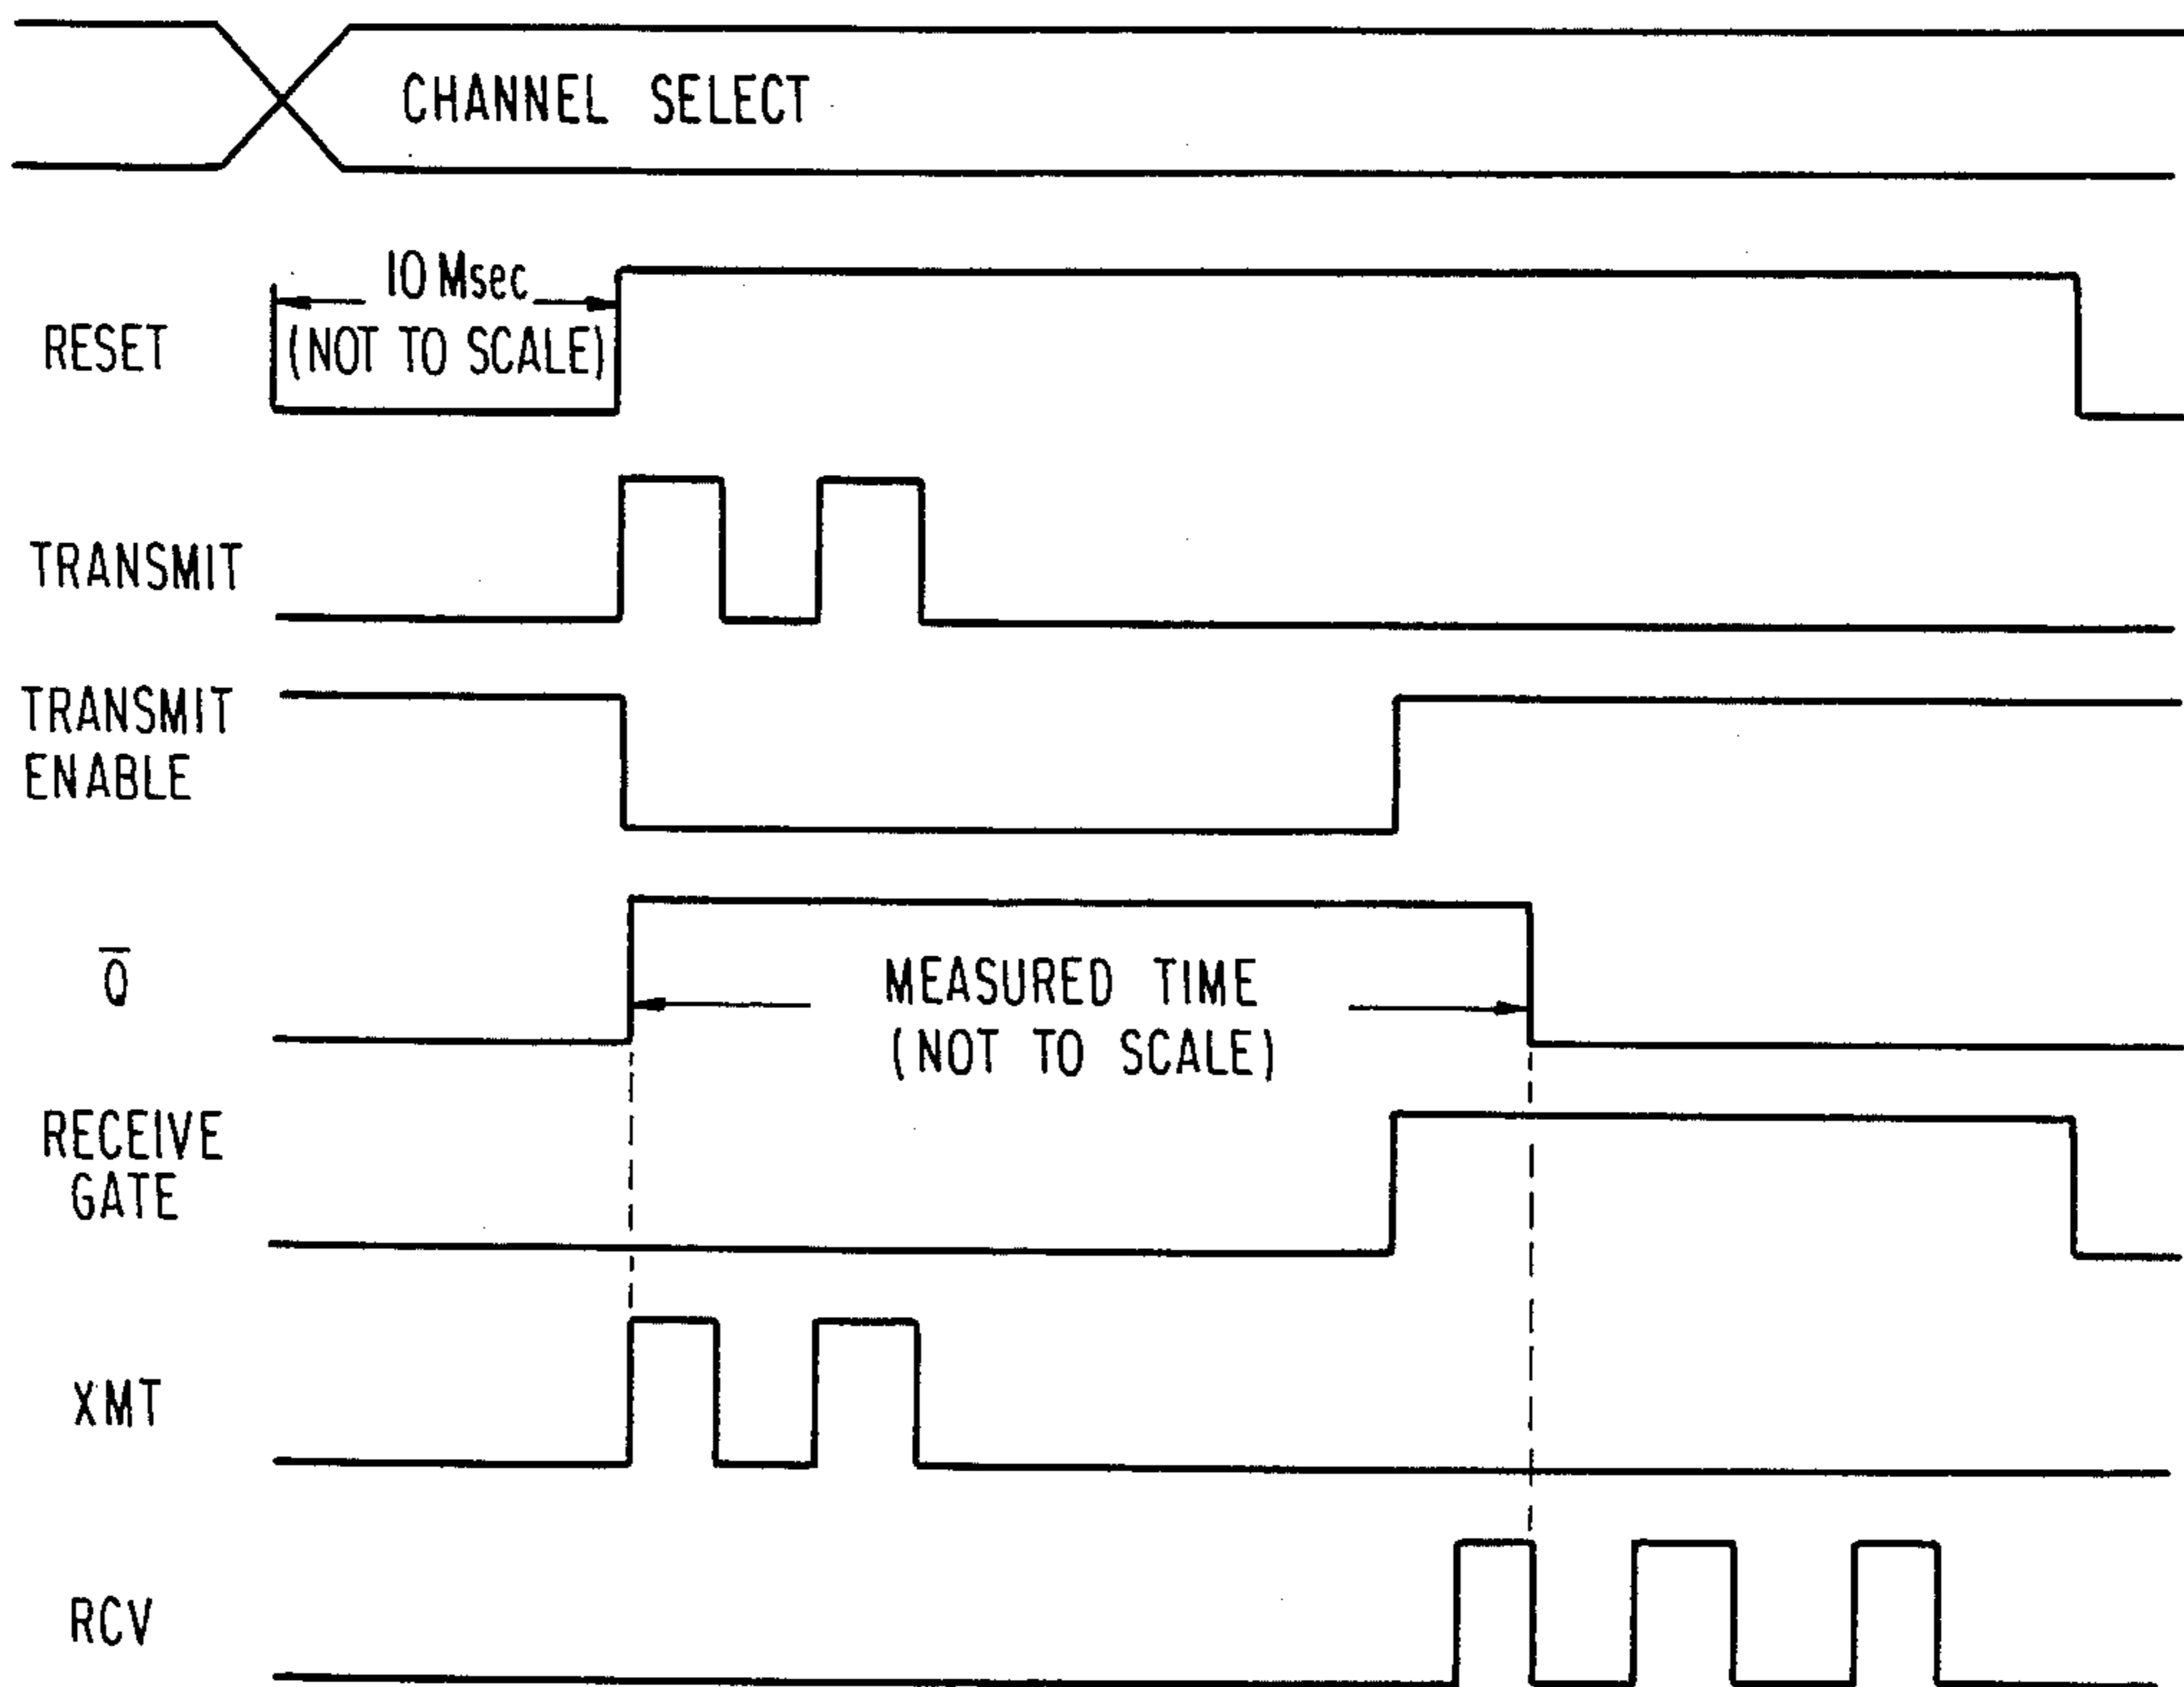 CHANNEL SELECT
10 Msec
(NOT TO SCALE)
RESET
TRANSMIT
TRANSMIT
ENABLE
Q̅
MEASURED TIME
(NOT TO SCALE)
RECEIVE
GATE
XMT
RCV